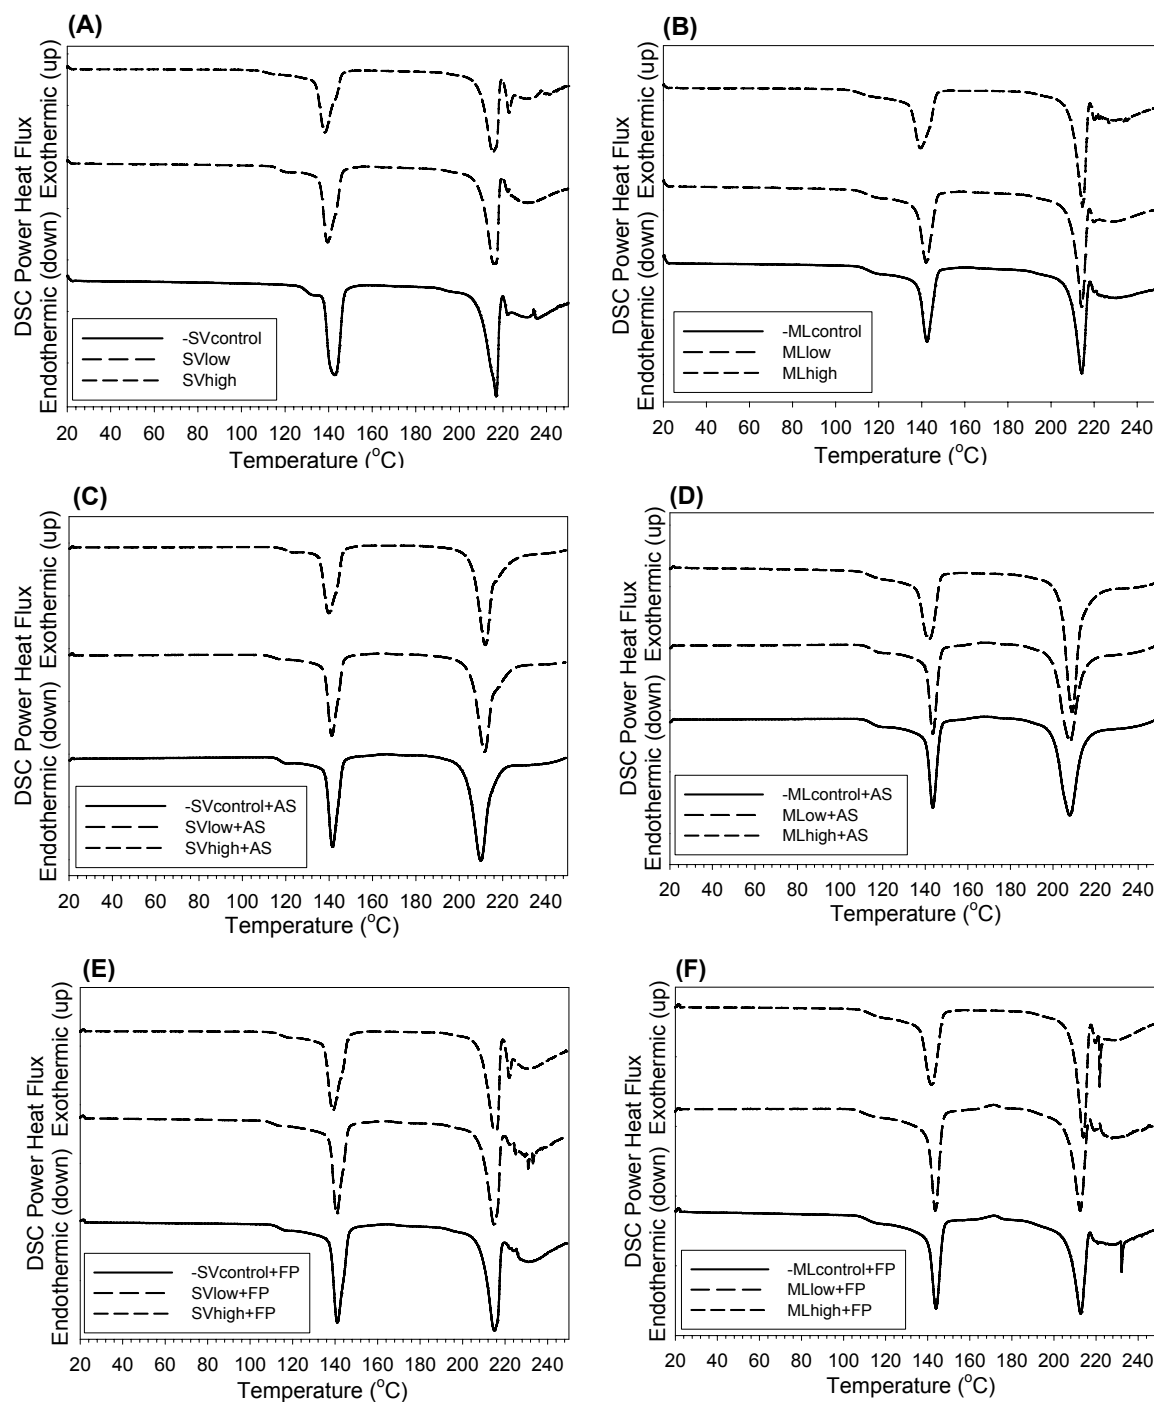 (A)
DSC Power Heat Flux
Endothermic (down)   Exothermic (up)
-SVcontrol
SVlow
SVhigh
20 40 60 80 100 120 140 160 180 200 220 240
Temperature (°C)
(B)
DSC Power Heat Flux
Endothermic (down)   Exothermic (up)
-MLcontrol
MLlow
MLhigh
20 40 60 80 100 120 140 160 180 200 220 240
Temperature (°C)
(C)
DSC Power Heat Flux
Endothermic (down)   Exothermic (up)
-SVcontrol+AS
SVlow+AS
SVhigh+AS
20 40 60 80 100 120 140 160 180 200 220 240
Temperature (°C)
(D)
DSC Power Heat Flux
Endothermic (down)   Exothermic (up)
-MLcontrol+AS
MLow+AS
MLhigh+AS
20 40 60 80 100 120 140 160 180 200 220 240
Temperature (°C)
(E)
DSC Power Heat Flux
Endothermic (down)   Exothermic (up)
-SVcontrol+FP
SVlow+FP
SVhigh+FP
20 40 60 80 100 120 140 160 180 200 220 240
Temperature (°C)
(F)
DSC Power Heat Flux
Endothermic (down)   Exothermic (up)
-MLcontrol+FP
MLlow+FP
MLhigh+FP
20 40 60 80 100 120 140 160 180 200 220 240
Temperature (°C)